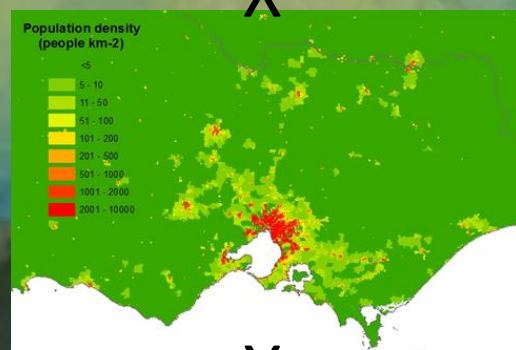 X
Population density
(people km-2)
<5
5 - 10
11 - 50
51 - 100
101 - 200
201 - 500
501 - 1000
1001 - 2000
2001 - 10000
X